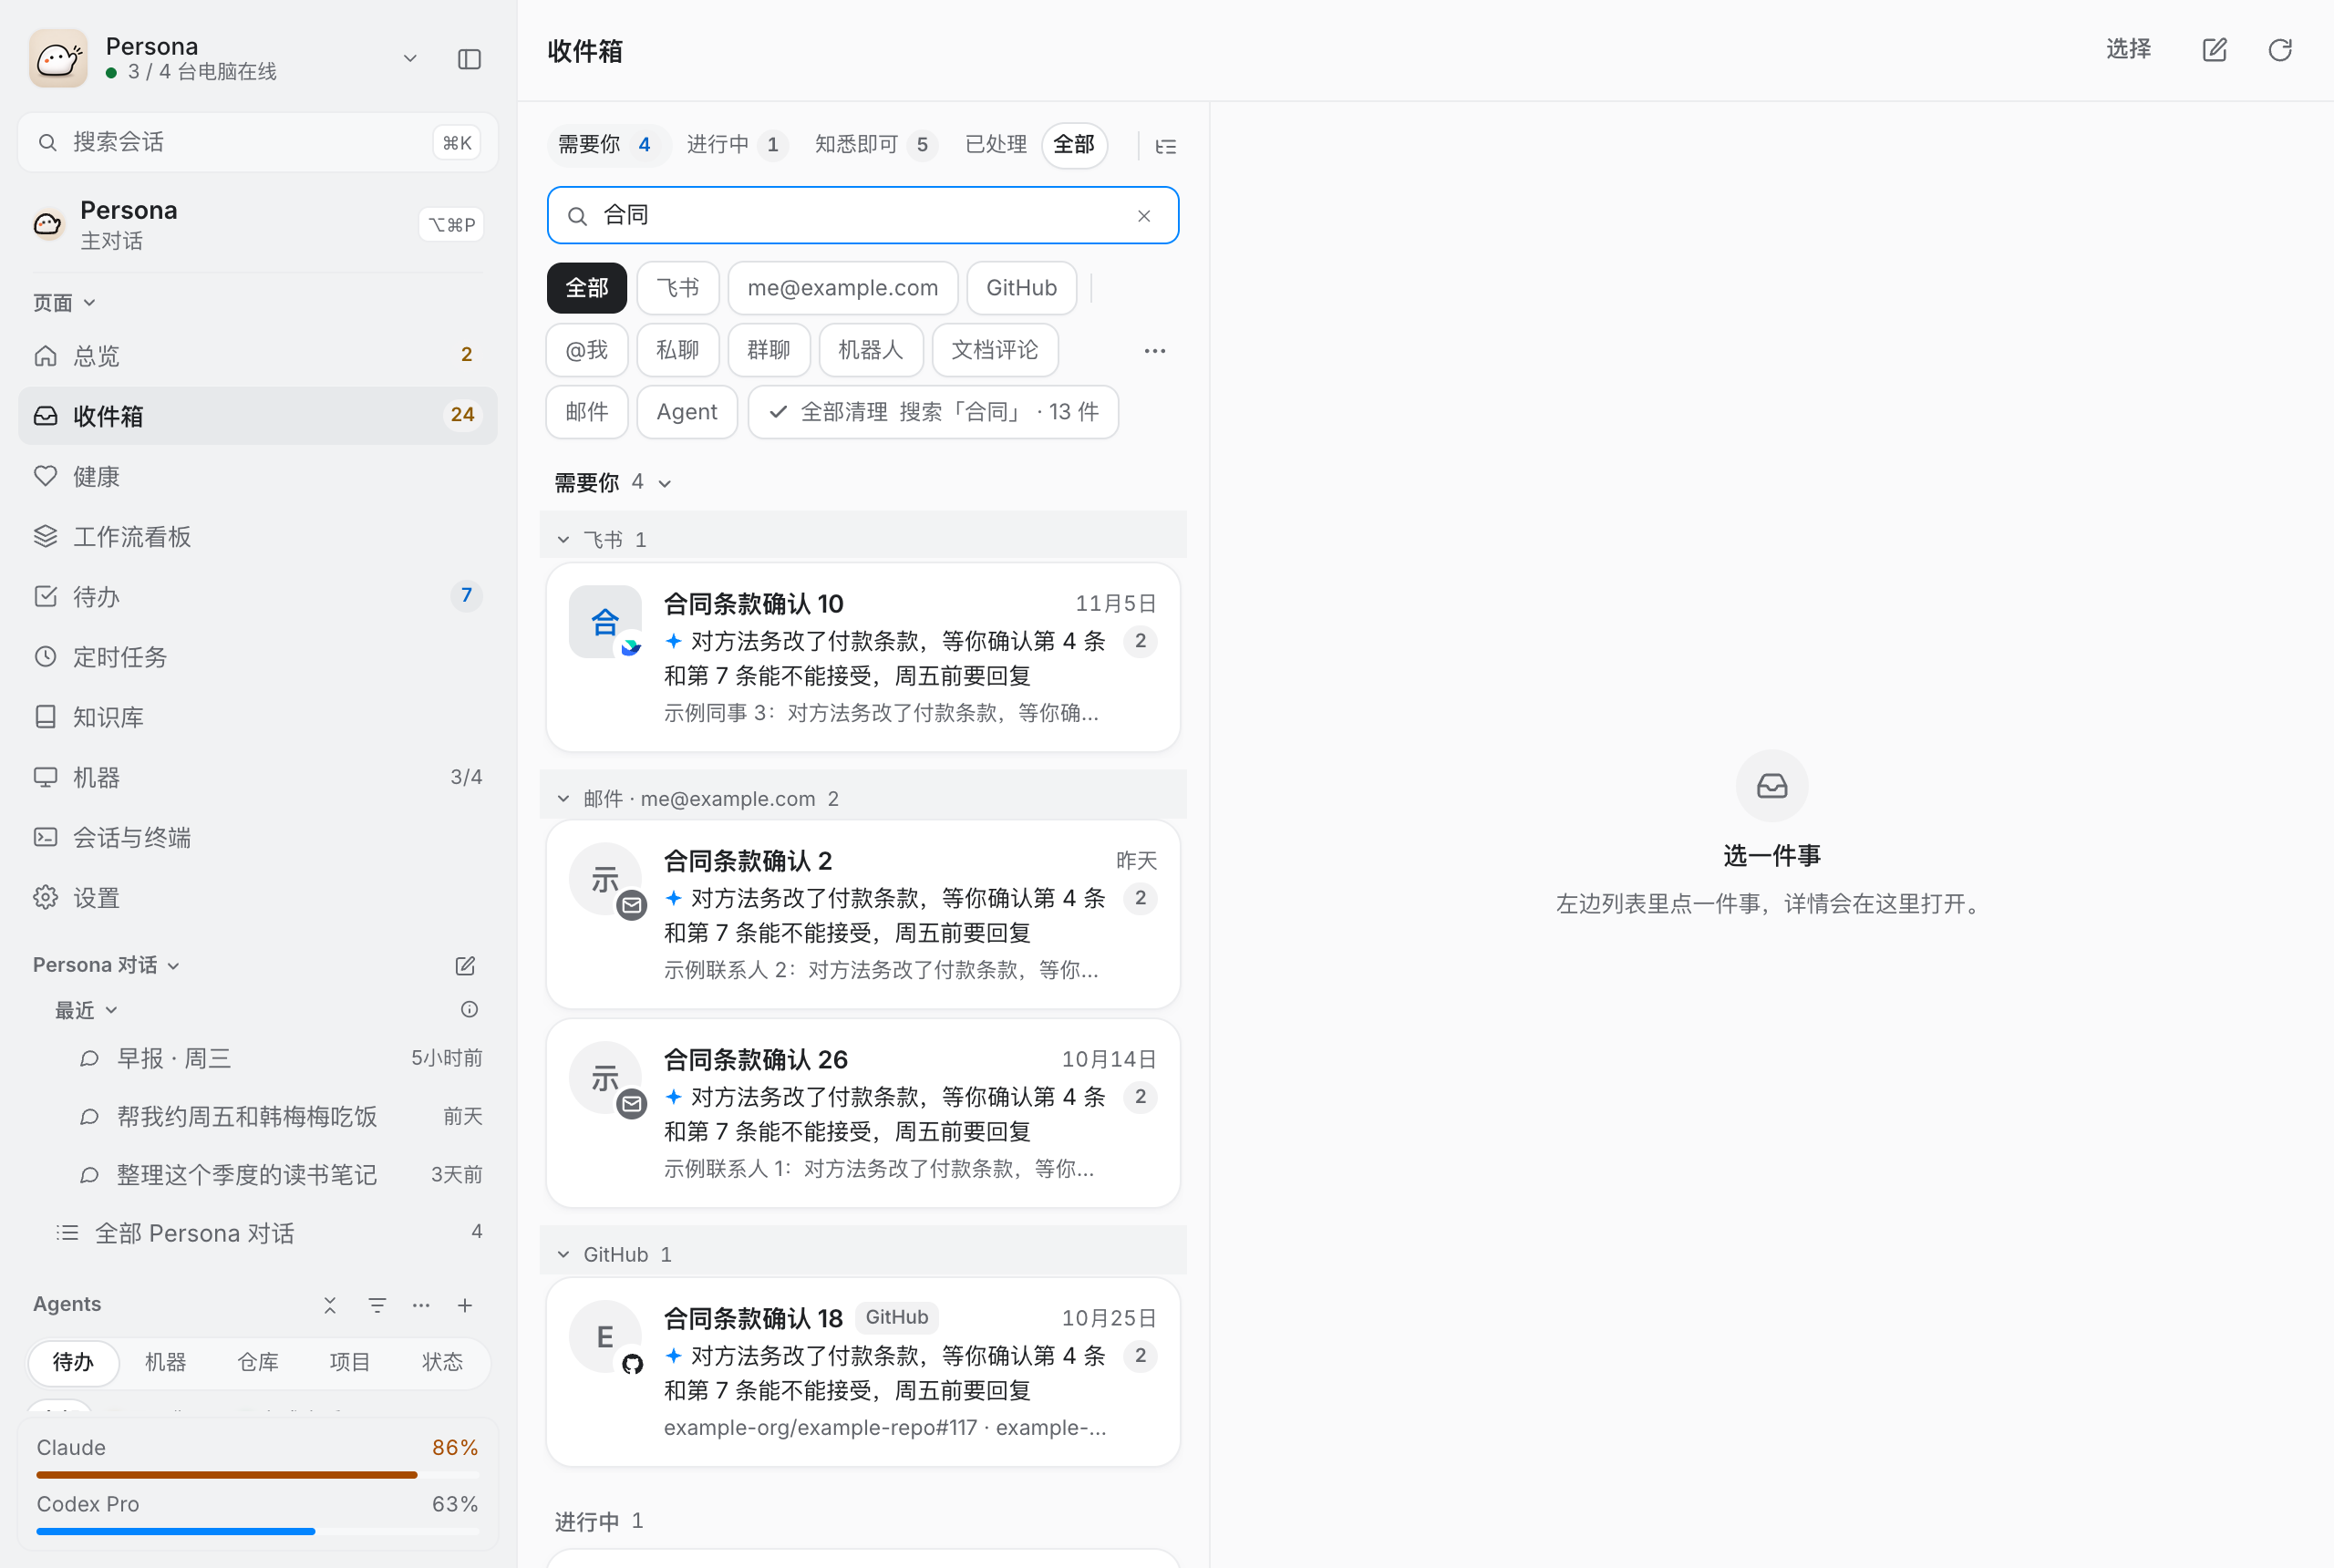 Persona
3 / 4 台电脑在线
搜索会话
⌘K
Persona
主对话
⌥⌘P
页面
总览
2
收件箱
24
健康
工作流看板
待办
7
定时任务
知识库
机器
3/4
会话与终端
设置
Persona 对话
最近
早报 · 周三
5小时前
帮我约周五和韩梅梅吃饭
前天
整理这个季度的读书笔记
3天前
全部 Persona 对话
4
Agents
待办 机器 仓库 项目 状态
Claude
86%
Codex Pro
63%
收件箱
选择
需要你 4 进行中 1 知悉即可 5 已处理 全部
合同
全部 飞书 me@example.com GitHub
@我 私聊 群聊 机器人 文档评论
邮件 Agent 全部清理 搜索「合同」 · 13 件
需要你 4
飞书 1
合
合同条款确认 10
11月5日
对方法务改了付款条款，等你确认第 4 条
2
和第 7 条能不能接受，周五前要回复
示例同事 3：对方法务改了付款条款，等你确...
邮件 · me@example.com 2
示
合同条款确认 2
昨天
对方法务改了付款条款，等你确认第 4 条
2
和第 7 条能不能接受，周五前要回复
示例联系人 2：对方法务改了付款条款，等你...
示
合同条款确认 26
10月14日
对方法务改了付款条款，等你确认第 4 条
2
和第 7 条能不能接受，周五前要回复
示例联系人 1：对方法务改了付款条款，等你...
GitHub 1
E
合同条款确认 18 GitHub
10月25日
对方法务改了付款条款，等你确认第 4 条
2
和第 7 条能不能接受，周五前要回复
example-org/example-repo#117 · example-...
进行中 1
选一件事
左边列表里点一件事，详情会在这里打开。